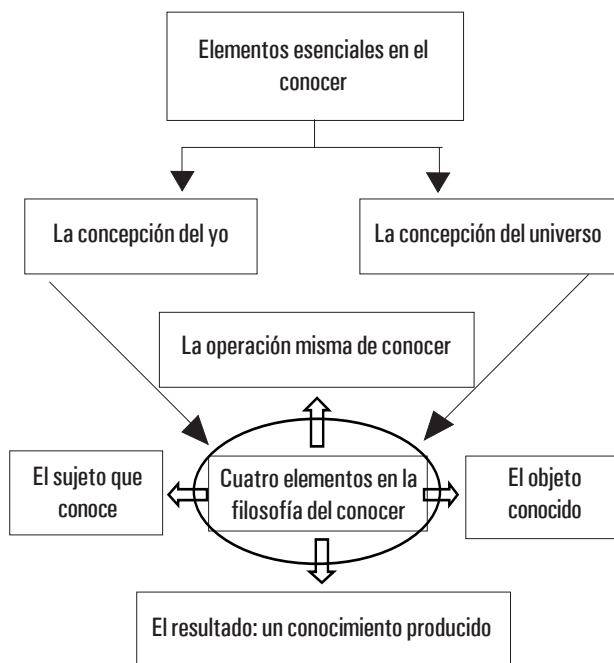 Elementos esenciales en el
conocer
La concepción del yo
La concepción del universo
La operación misma de conocer
El sujeto que
conoce
Cuatro elementos en la
filosofía del conocer
El objeto
conocido
El resultado: un conocimiento producido